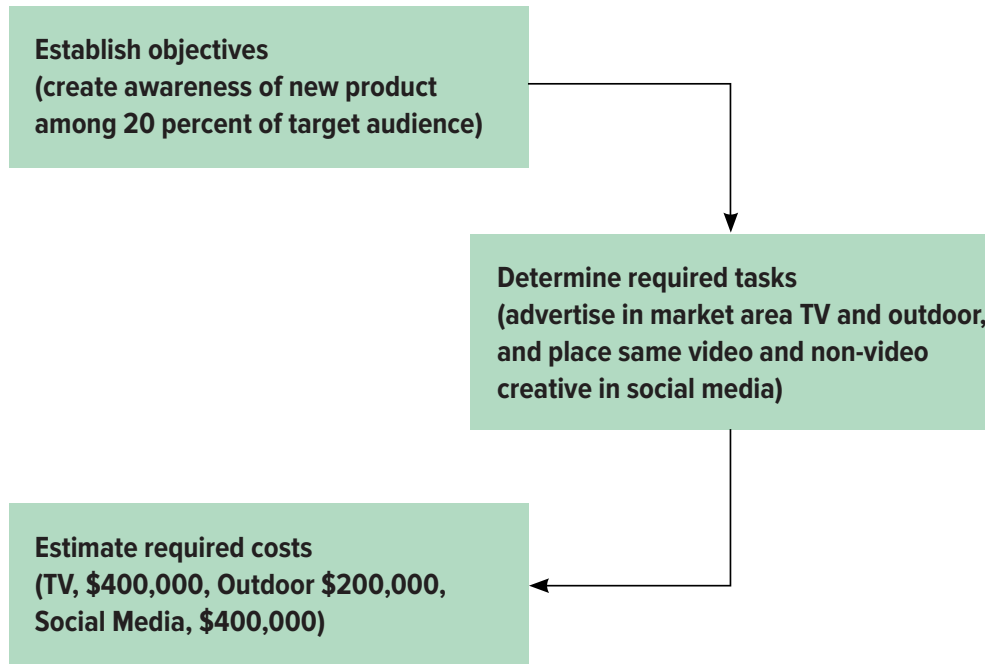 Establish objectives
(create awareness of new product
among 20 percent of target audience)
Determine required tasks
(advertise in market area TV and outdoor,
and place same video and non-video
creative in social media)
Estimate required costs
(TV, $400,000, Outdoor $200,000,
Social Media, $400,000)